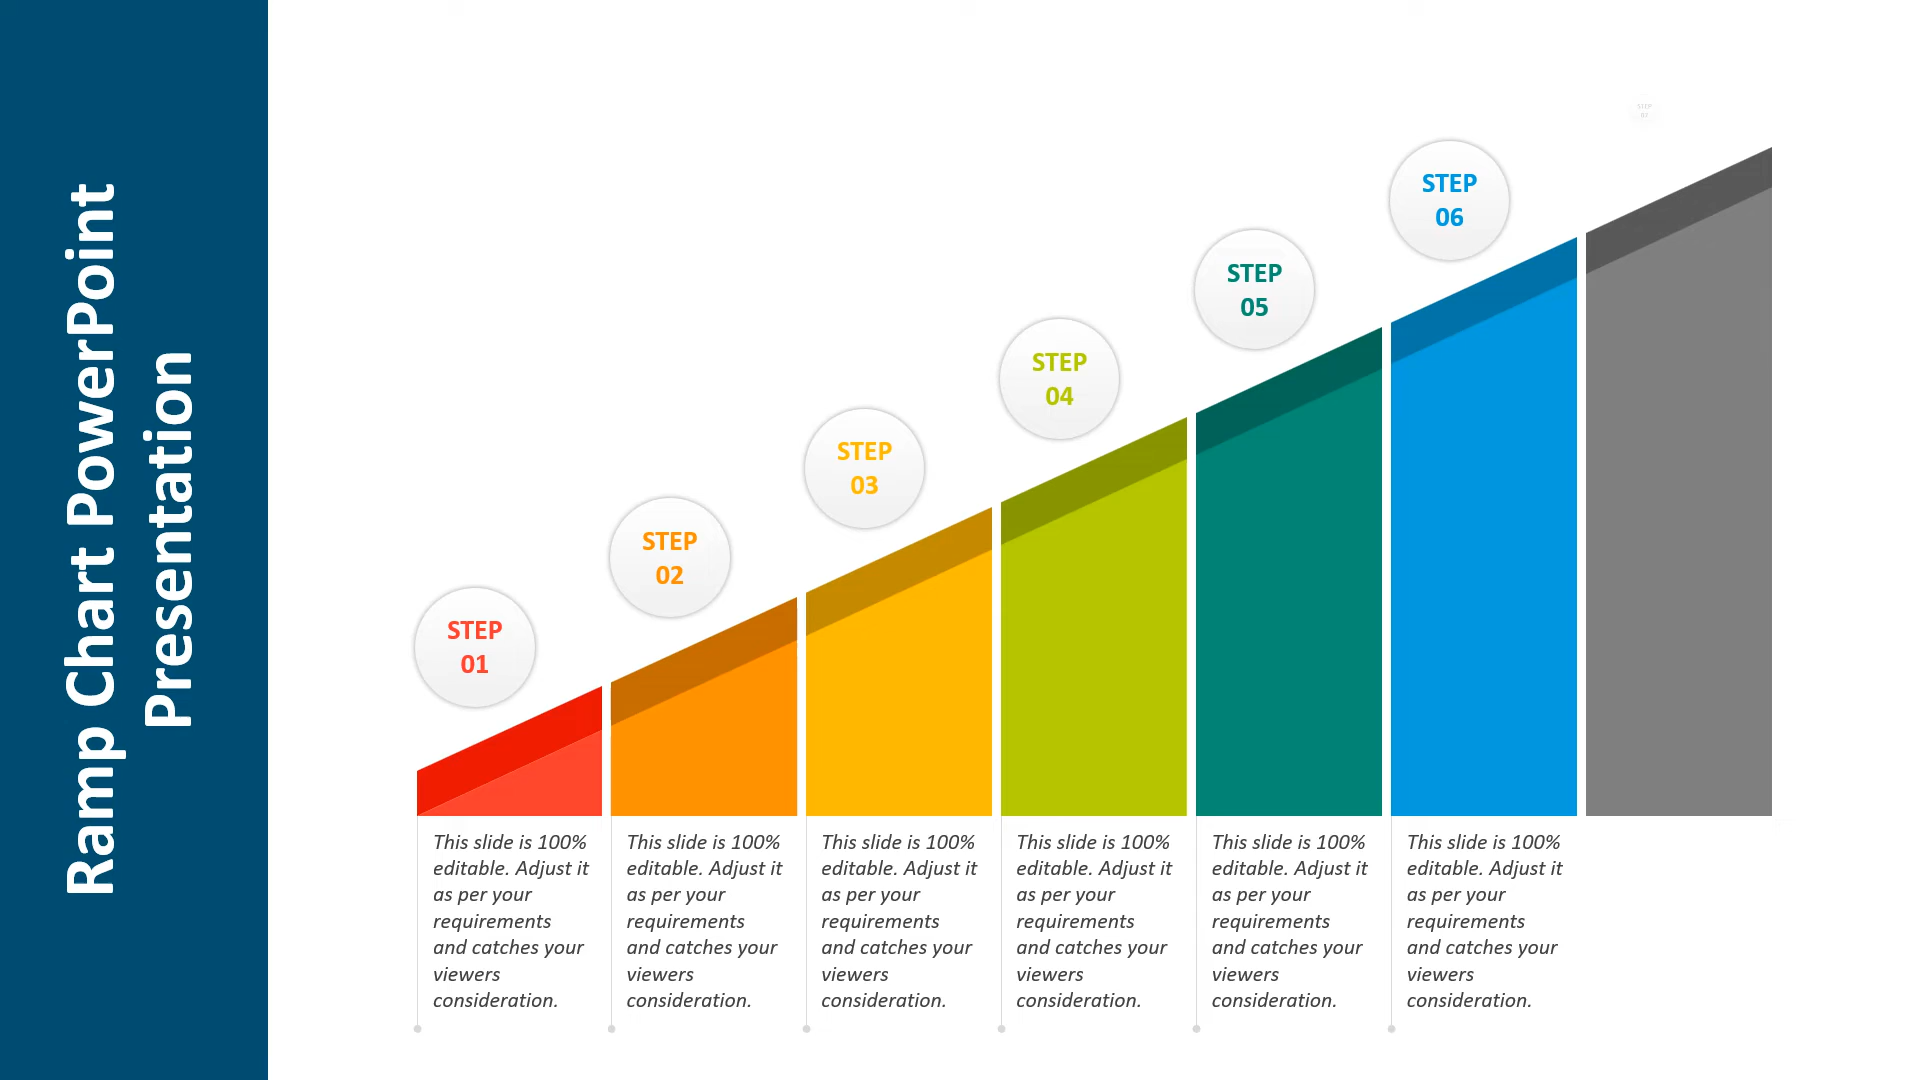 Ramp Chart PowerPoint
Presentation
STEP
01
STEP
02
STEP
03
STEP
04
STEP
05
STEP
06
STEP
07
This slide is 100%
editable. Adjust it
as per your
requirements
and catches your
viewers
consideration.
This slide is 100%
editable. Adjust it
as per your
requirements
and catches your
viewers
consideration.
This slide is 100%
editable. Adjust it
as per your
requirements
and catches your
viewers
consideration.
This slide is 100%
editable. Adjust it
as per your
requirements
and catches your
viewers
consideration.
This slide is 100%
editable. Adjust it
as per your
requirements
and catches your
viewers
consideration.
This slide is 100%
editable. Adjust it
as per your
requirements
and catches your
viewers
consideration.